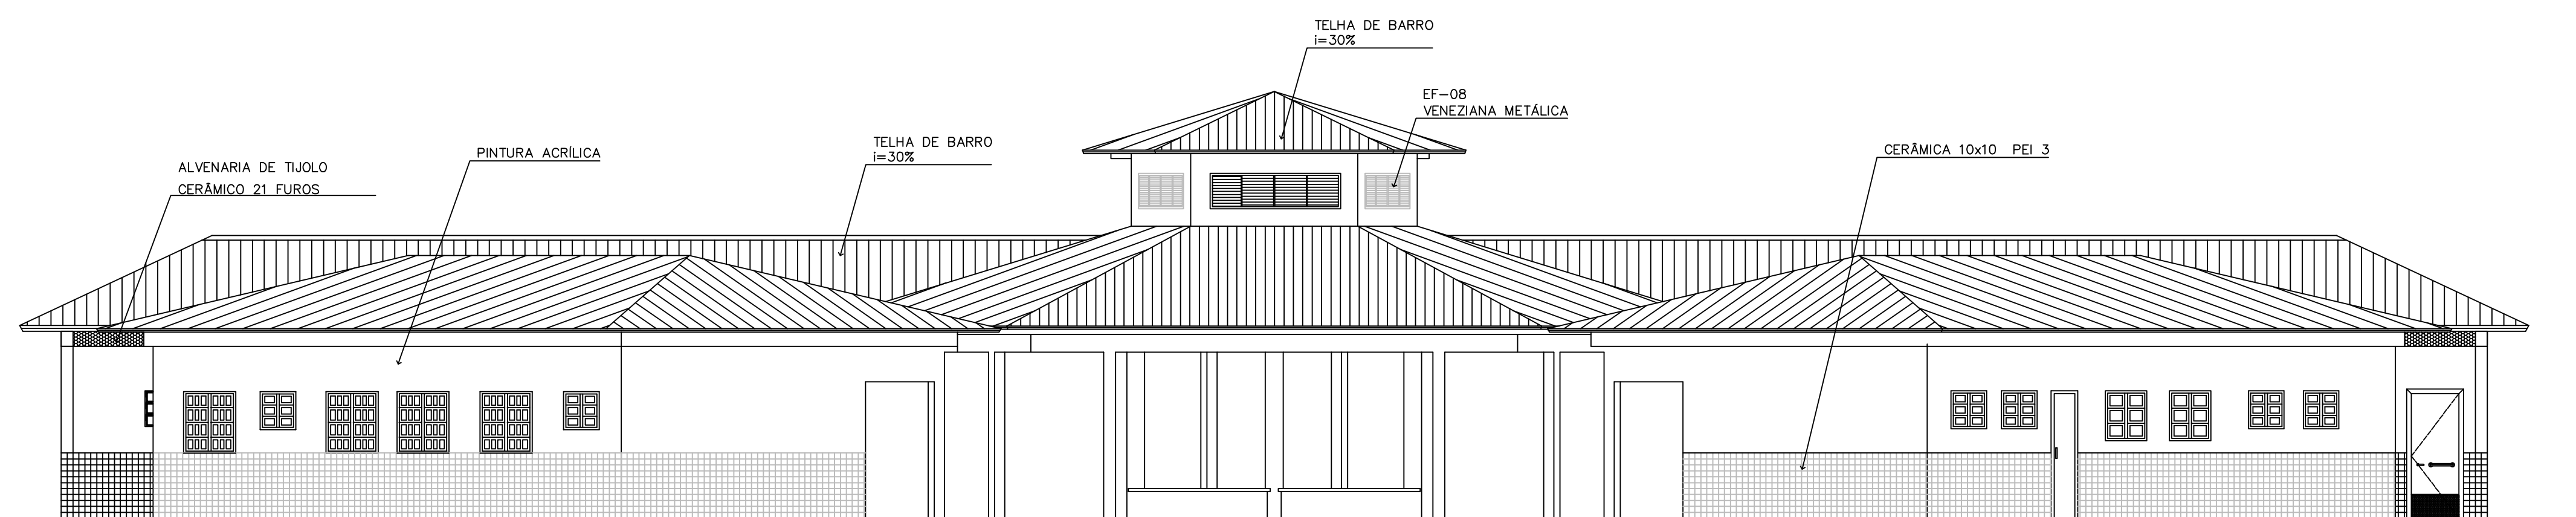 TELHA DE BARRO
i=30%
EF-08
VENEZIANA METÁLICA
TELHA DE BARRO
i=30%
PINTURA ACRÍLICA
CERÂMICA 10x10 PEI 3
ALVENARIA DE TIJOLO
CERÂMICO 21 FUROS